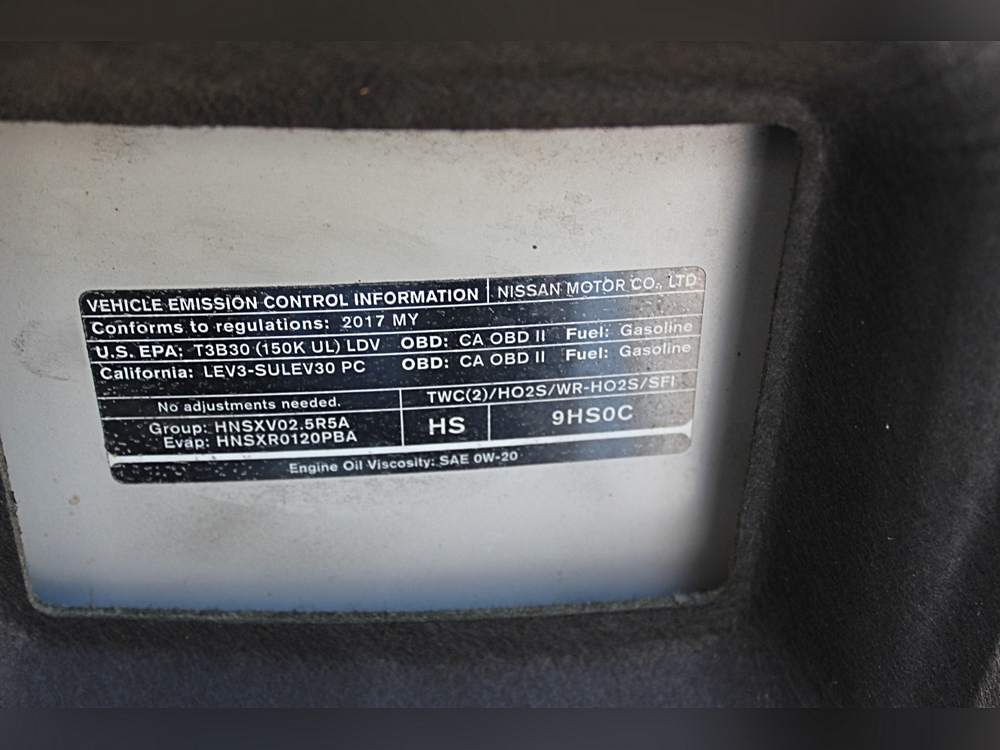 VEHICLE EMISSION CONTROL INFORMATION NISSAN MOTOR CO., LTD
Conforms to regulations: 2017 MY
U.S. EPA: T3B30 (150K UL) LDV OBD: CA OBD II Fuel: Gasoline
California: LEV3-SULEV30 PC OBD: CA OBD II Fuel: Gasoline
No adjustments needed. TWC(2)/HO2S/WR-HO2S/SFI
Group: HNSXV02.5R5A
Evap: HNSXR0120PBA
HS 9HS0C
Engine Oil Viscosity: SAE 0W-20